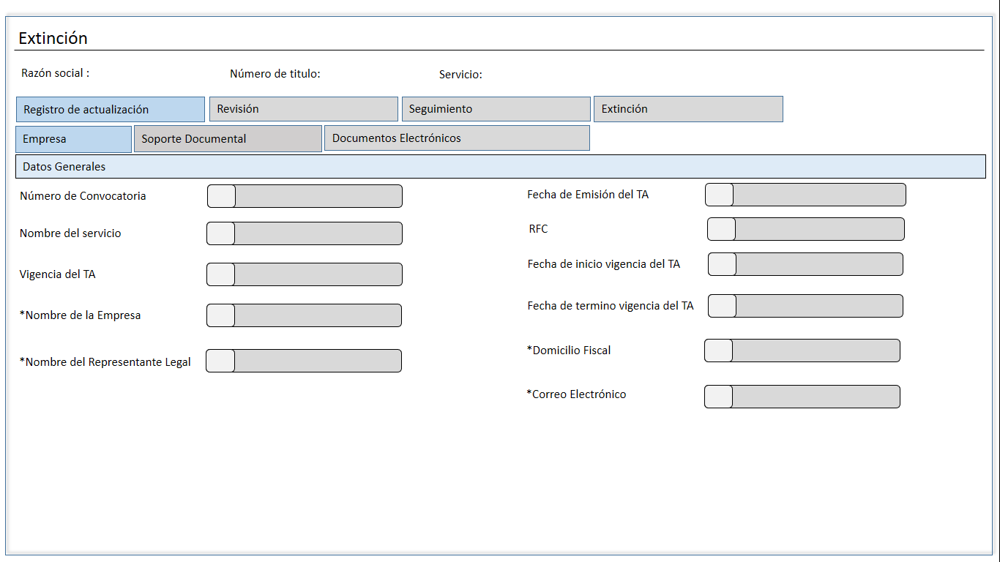 Extinción
Razón social :
Número de titulo:
Servicio:
Registro de actualización
Revisión
Seguimiento
Extinción
Empresa
Soporte Documental
Documentos Electrónicos
Datos Generales
Número de Convocatoria
Fecha de Emisión del TA
Nombre del servicio
RFC
Vigencia del TA
Fecha de inicio vigencia del TA
*Nombre de la Empresa
Fecha de termino vigencia del TA
*Nombre del Representante Legal
*Domicilio Fiscal
*Correo Electrónico